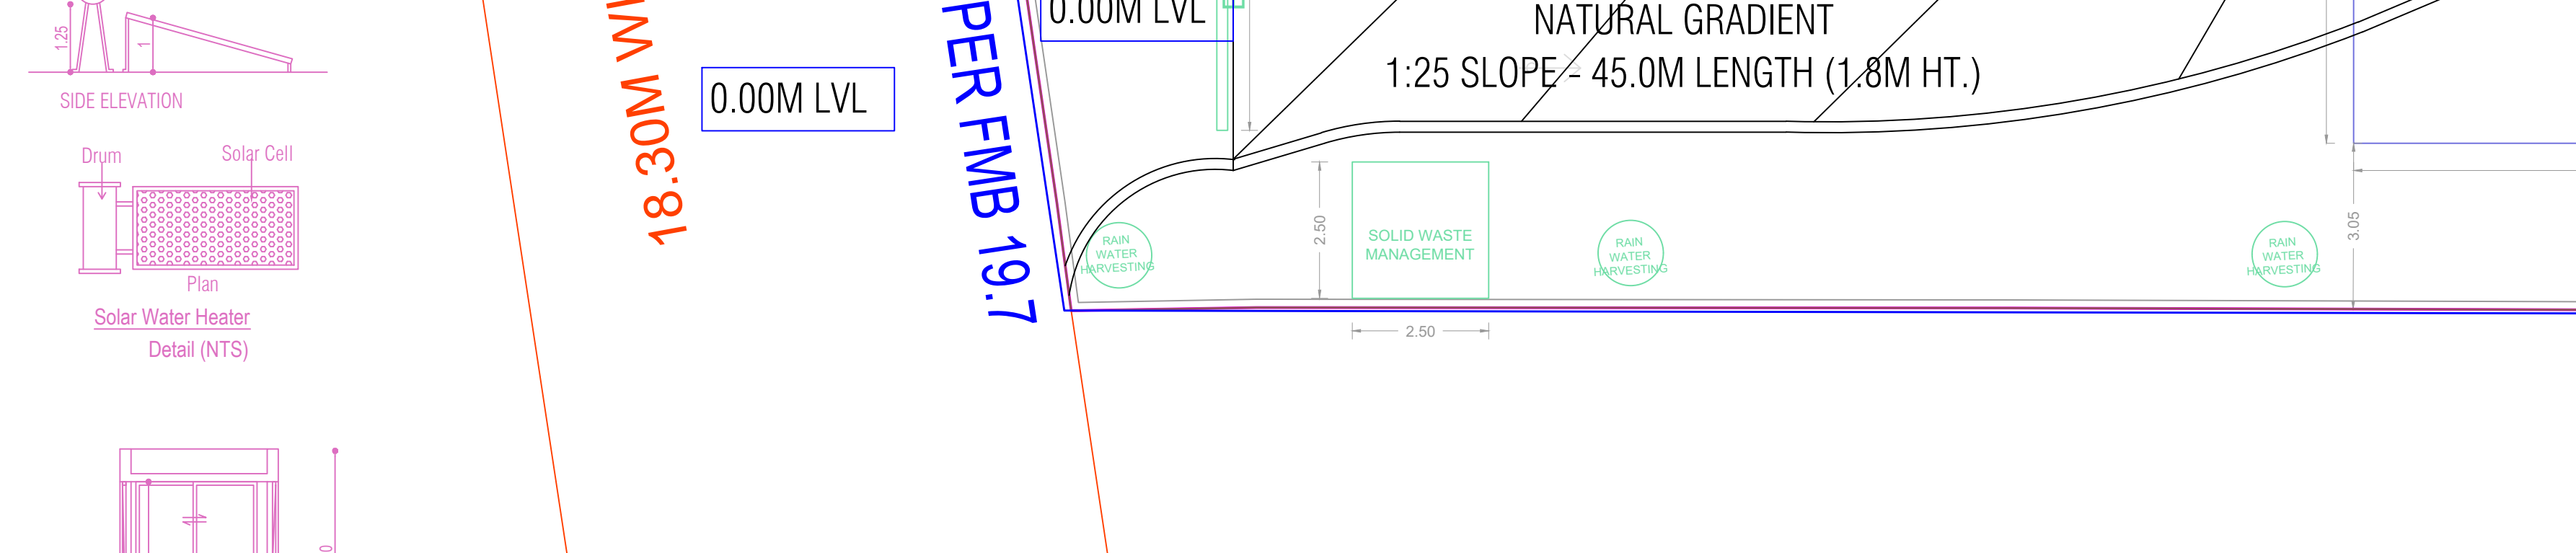 1.25
1
SIDE ELEVATION
Drum
Solar Cell
Plan
Solar Water Heater
Detail (NTS)
18.30M
0.00M LVL
PER FMB 19.7
0.00M LVL
NATURAL GRADIENT
1:25 SLOPE - 45.0M LENGTH (1.8M HT.)
RAIN
WATER
HARVESTING
2.50
SOLID WASTE
MANAGEMENT
2.50
RAIN
WATER
HARVESTING
RAIN
WATER
HARVESTING
3.05